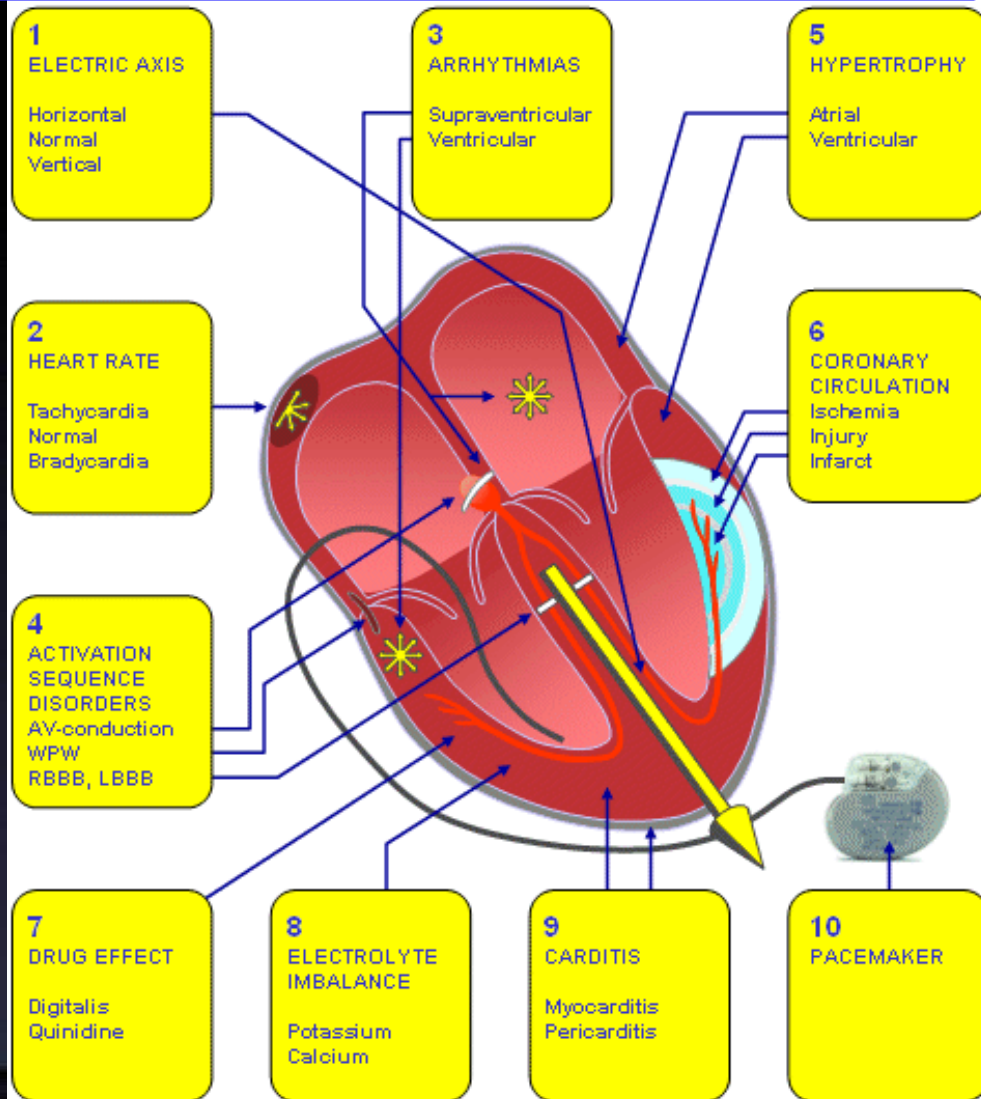 1
ELECTRIC AXIS
Horizontal
Normal
Vertical
3
ARRHYTHMIAS
Supraventricular
Ventricular
5
HYPERTROPHY
Atrial
Ventricular
2
HEART RATE
Tachycardia
Normal
Bradycardia
6
CORONARY
CIRCULATION
Ischemia
Injury
Infarct
4
ACTIVATION
SEQUENCE
DISORDERS
AV-conduction
WPW
RBBB, LBBB
7
DRUG EFFECT
Digitalis
Quinidine
8
ELECTROLYTE
IMBALANCE
Potassium
Calcium
9
CARDITIS
Myocarditis
Pericarditis
10
PACEMAKER